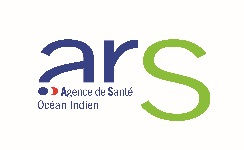 ars
Agence de Santé
Océan Indien